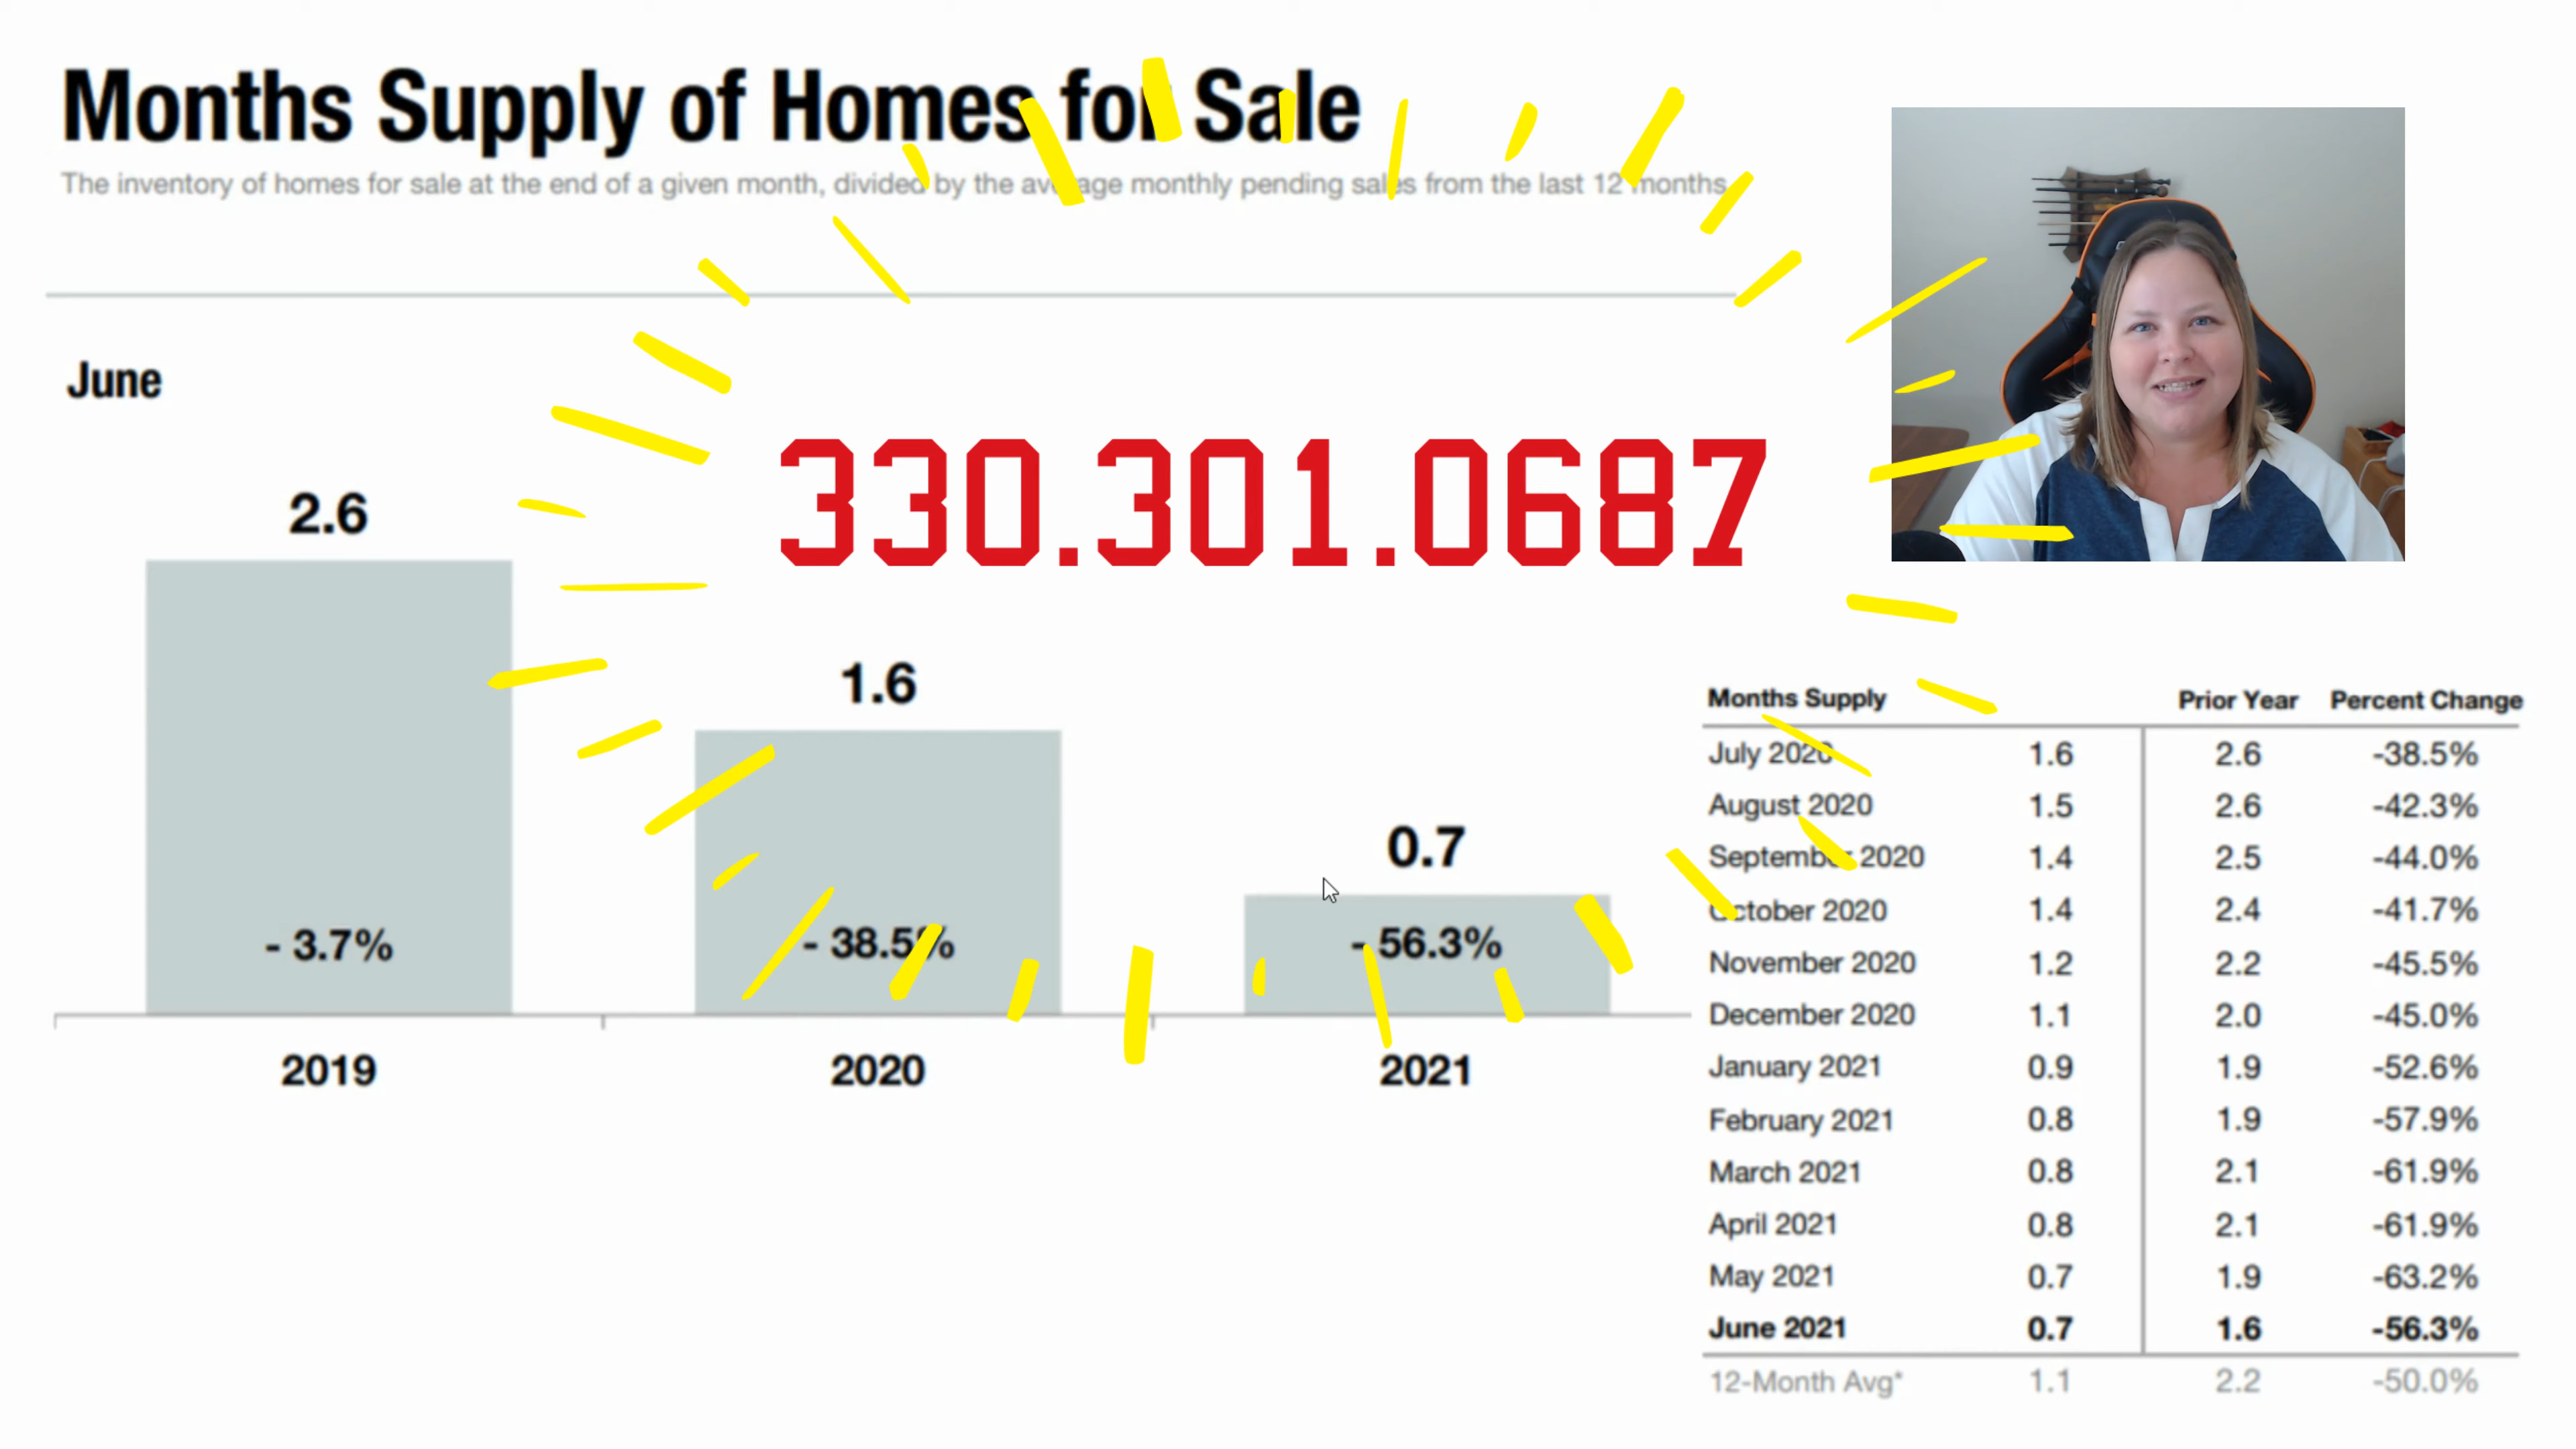 Months Supply of Homes for Sale
The inventory of homes for sale at the end of a given month, divided by the average monthly pending sales from the last 12 months.
June
330.301.0687
2.6
1.6
0.7
- 3.7%
- 38.5%
- 56.3%
2019
2020
2021
Months Supply Prior Year Percent Change
July 2020 1.6 2.6 -38.5%
August 2020 1.5 2.6 -42.3%
September 2020 1.4 2.5 -44.0%
October 2020 1.4 2.4 -41.7%
November 2020 1.2 2.2 -45.5%
December 2020 1.1 2.0 -45.0%
January 2021 0.9 1.9 -52.6%
February 2021 0.8 1.9 -57.9%
March 2021 0.8 2.1 -61.9%
April 2021 0.8 2.1 -61.9%
May 2021 0.7 1.9 -63.2%
June 2021 0.7 1.6 -56.3%
12-Month Avg* 1.1 2.2 -50.0%